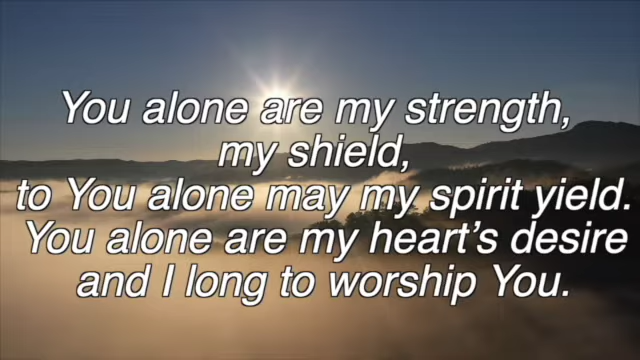 You alone are my strength,
my shield,
to You alone may my spirit yield.
You alone are my heart's desire
and I long to worship You.